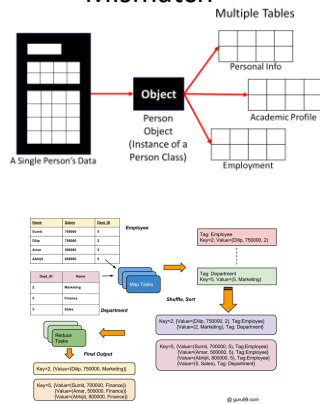 Mismatch
Multiple Tables
Personal Info
Object
Academic Profile
Person
Object
(Instance of a
Person Class)
Employment
A Single Person's Data
Name Salary Dept_ID
Sumit 700000 5
Dilip 750000 2
Amar 500000 5
Abhijit 800000 5
Employee
Dept_ID Name
2 Marketing
5 Finance
3 Sales
Department
Map Tasks
Tag: Employee
Key=2, Value=(Dilip, 750000, 2)
Tag: Department
Key=5, Value=(5, Marketing)
Shuffle, Sort
Reduce
Tasks
Final Output
Key=2, {Value=(Dilip, 750000, 2), Tag:Employee}
{Value=(2, Marketing), Tag: Department}
Key=5, {Value=(Sumit, 700000, 5), Tag:Employee}
{Value=(Amar, 500000, 5), Tag:Employee}
{Value=(Abhijit, 800000, 5), Tag:Employee}
{Value=(5, Sales), Tag: Department}
Key=2, {Value=(Dilip, 750000, Marketing)}
Key=5, {Value=(Sumit, 700000, Finance)}
{Value=(Amar, 500000, Finance)}
{Value=(Abhijit, 800000, Finance)}
@ guru99.com